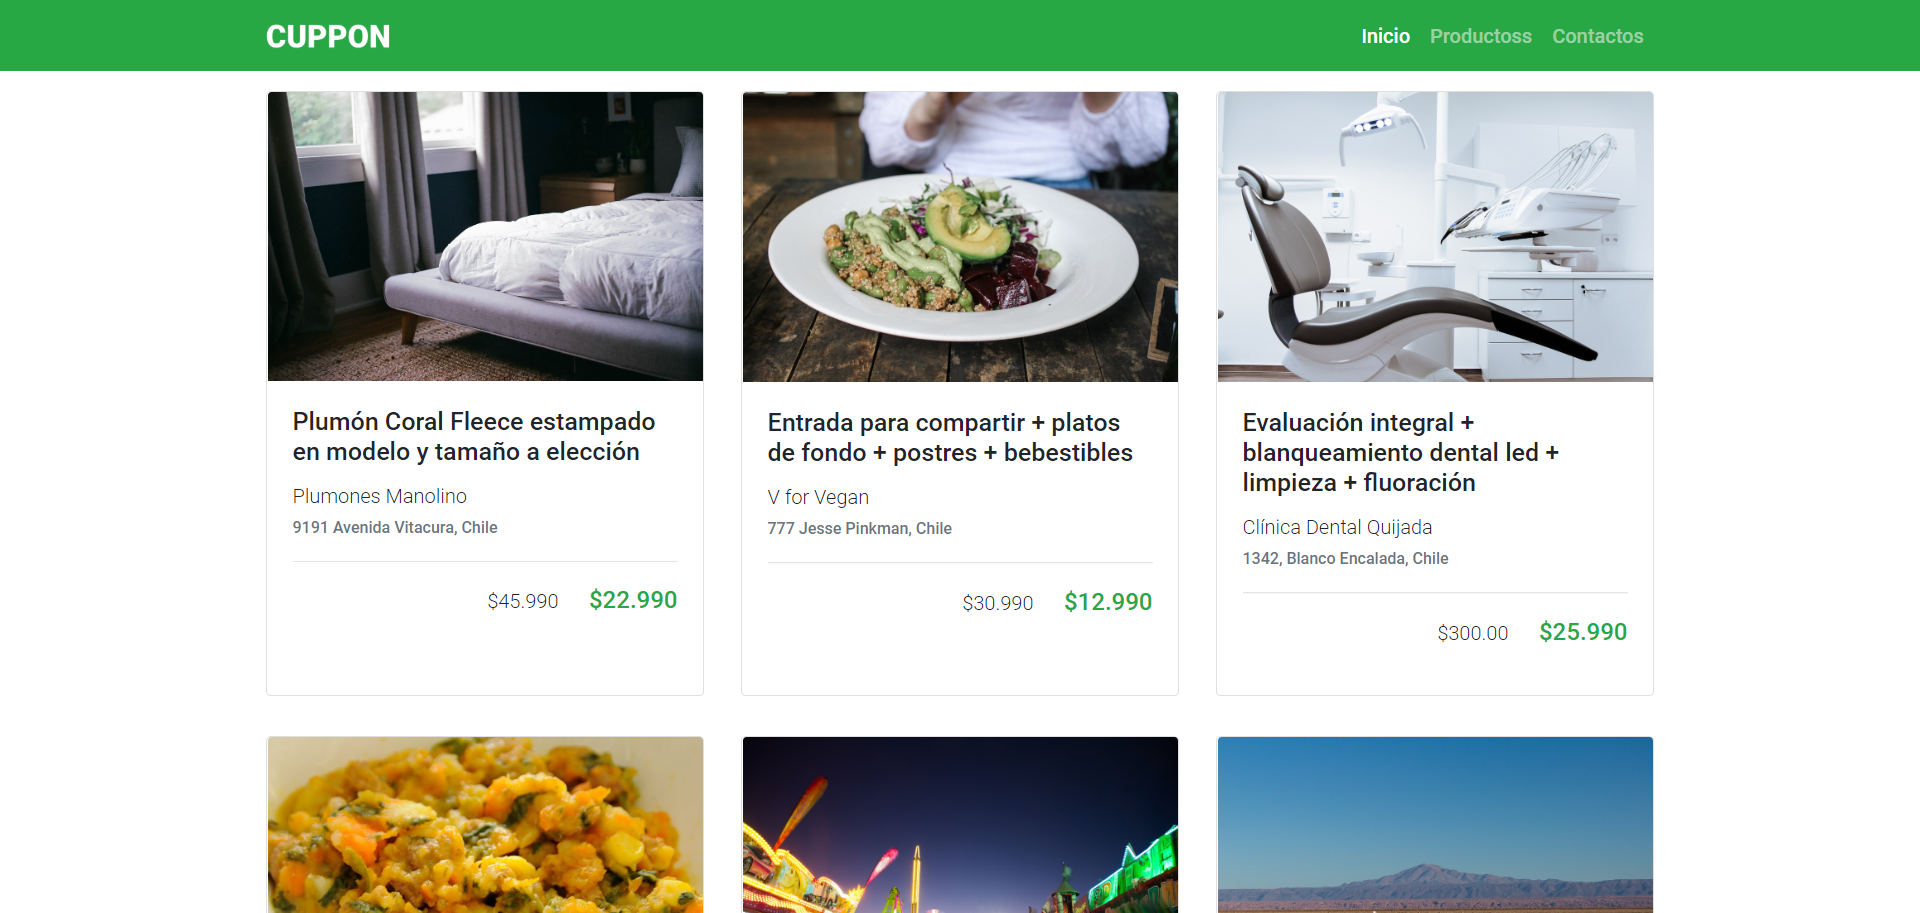 CUPPON
Inicio Productoss Contactos
Plumón Coral Fleece estampado
en modelo y tamaño a elección
Plumones Manolino
9191 Avenida Vitacura, Chile
$45.990 $22.990
Entrada para compartir + platos
de fondo + postres + bebestibles
V for Vegan
777 Jesse Pinkman, Chile
$30.990 $12.990
Evaluación integral +
blanqueamiento dental led +
limpieza + fluoración
Clínica Dental Quijada
1342, Blanco Encalada, Chile
$300.00 $25.990